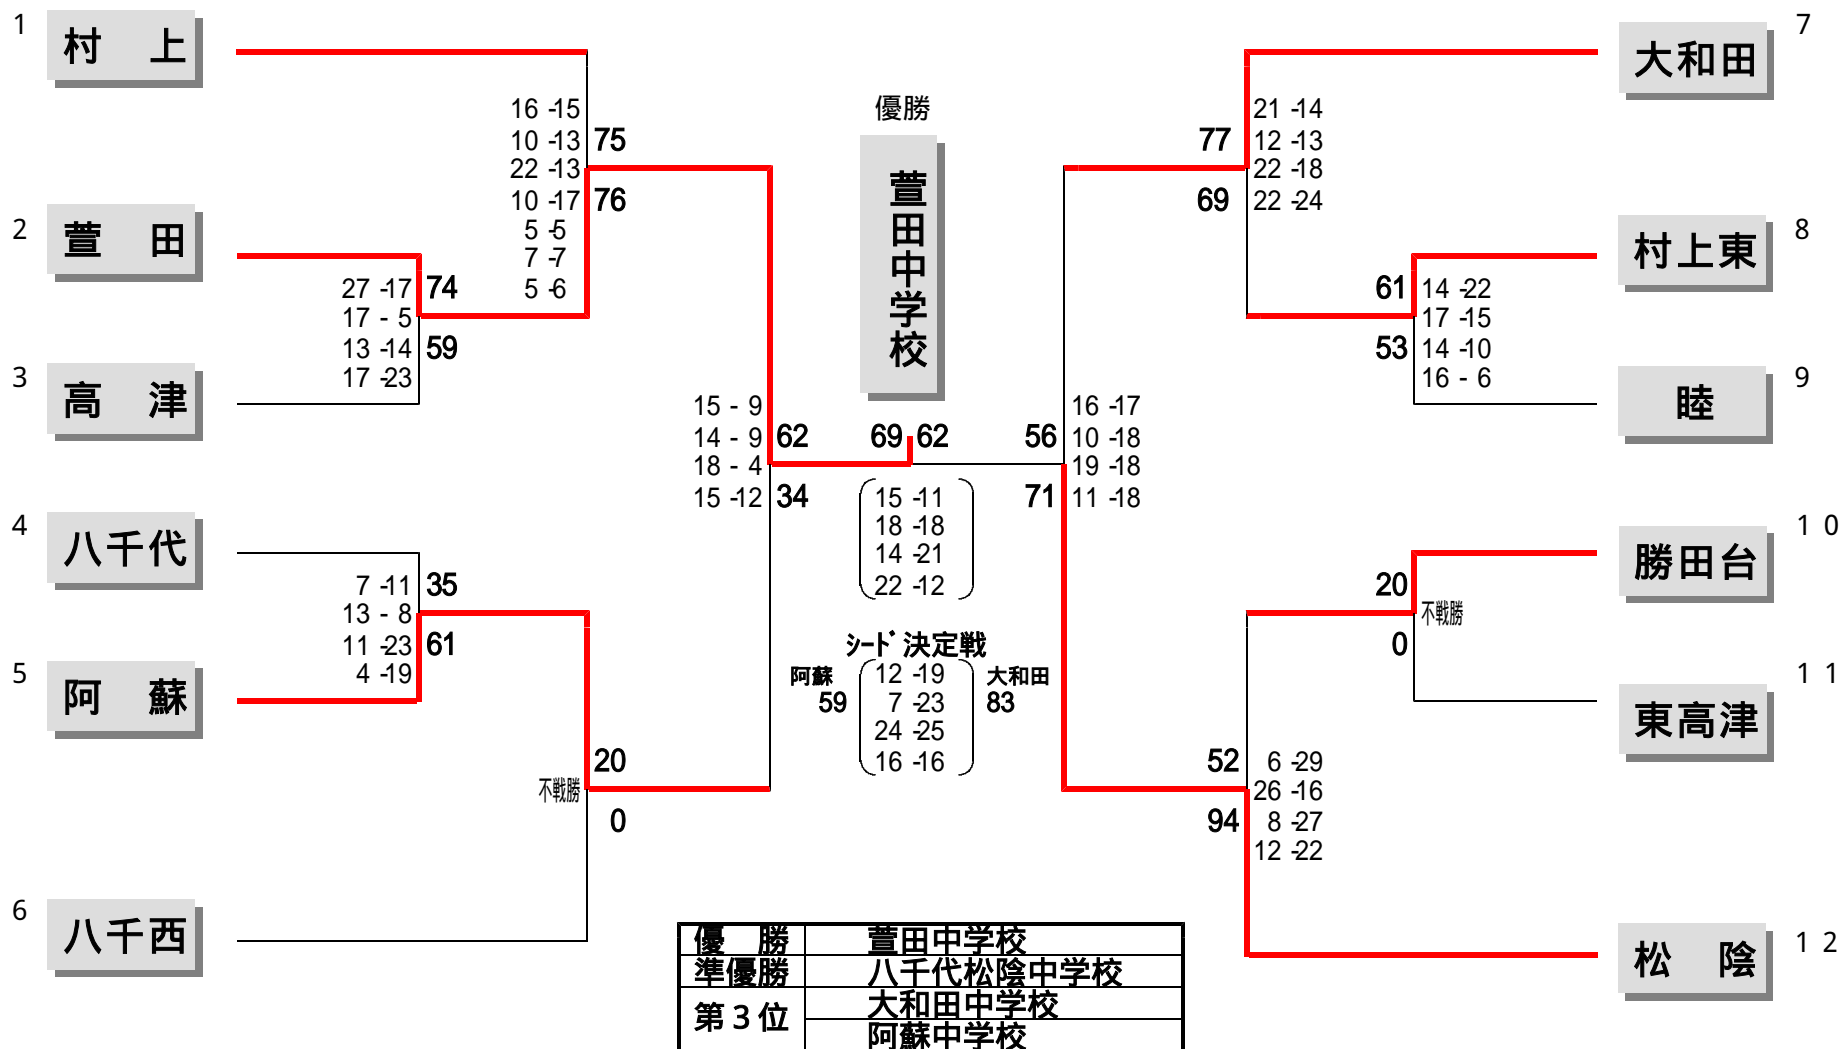 1
村　上
2
萱　田
3
高　津
4
八千代
5
阿　蘇
6
八千西
27 -17
17 - 5
13 -14
17 -23
74
59
7 -11
13 - 8
11 -23
4 -19
35
61
16 -15
10 -13
22 -13
10 -17
5 -5
7 -7
5 -6
75
76
不戦勝
20
0
15 - 9
14 - 9
18 - 4
15 -12
62
34
優勝
萱田中学校
69 62
15 -11
18 -18
14 -21
22 -12
ｼｰﾄﾞ決定戦
阿蘇
59
12 -19
7 -23
24 -25
16 -16
大和田
83
56
71
16 -17
10 -18
19 -18
11 -18
77
69
21 -14
12 -13
22 -18
22 -24
61
53
14 -22
17 -15
14 -10
16 - 6
20
0
不戦勝
52
94
6 -29
26 -16
8 -27
12 -22
大和田
7
村上東
8
睦
9
勝田台
10
東高津
11
松　陰
12
優　勝　萱田中学校
準優勝　八千代松陰中学校
第3位　大和田中学校
阿蘇中学校